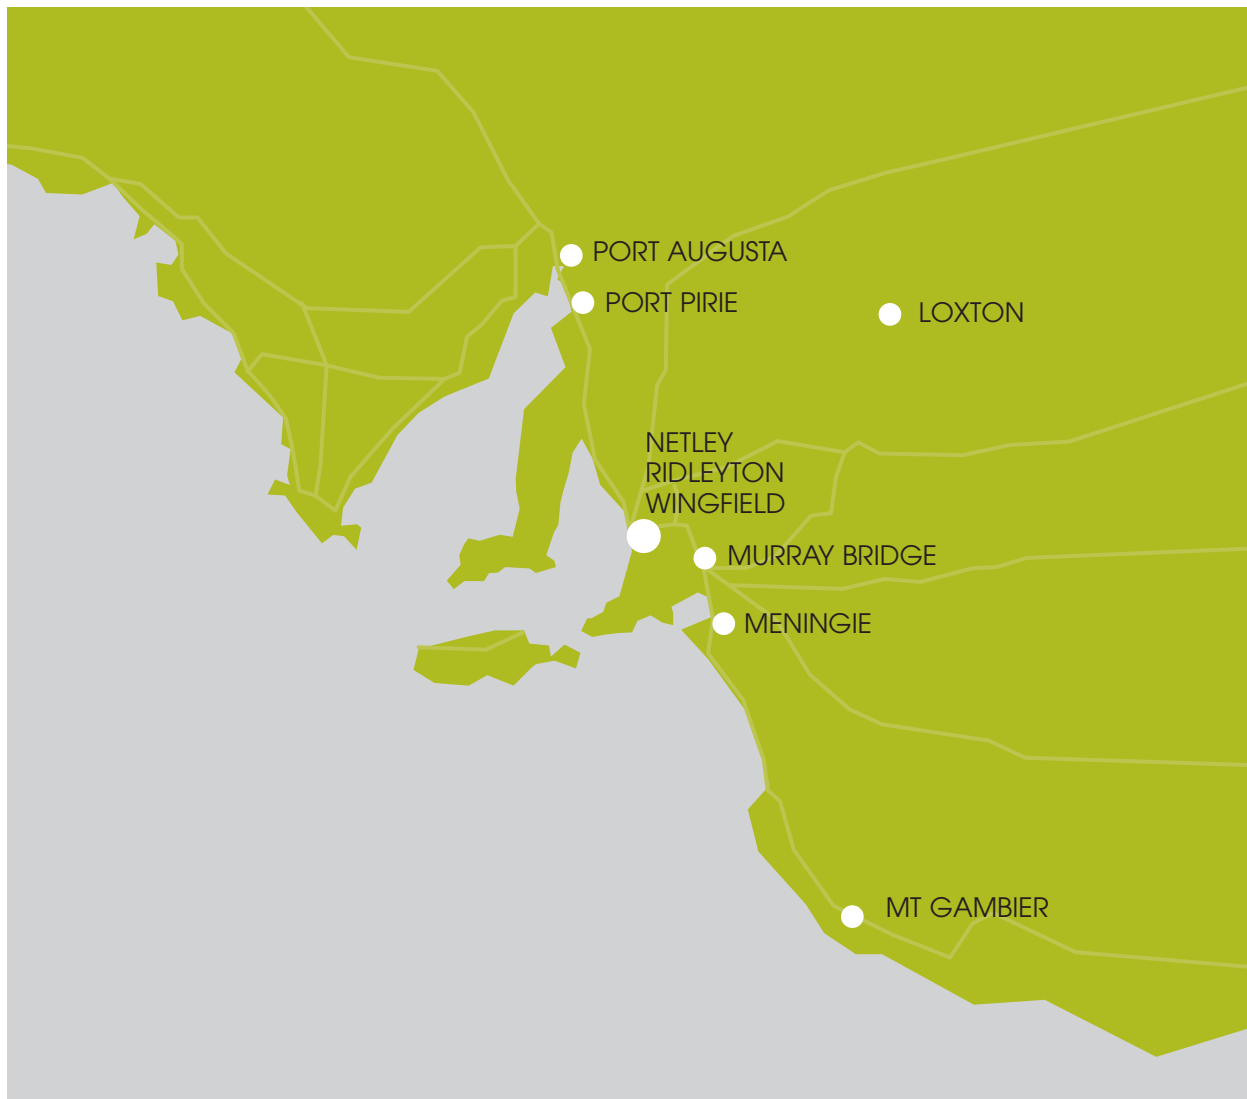 PORT AUGUSTA
PORT PIRIE
LOXTON
NETLEY
RIDLEYTON
WINGFIELD
MURRAY BRIDGE
MENINGIE
MT GAMBIER